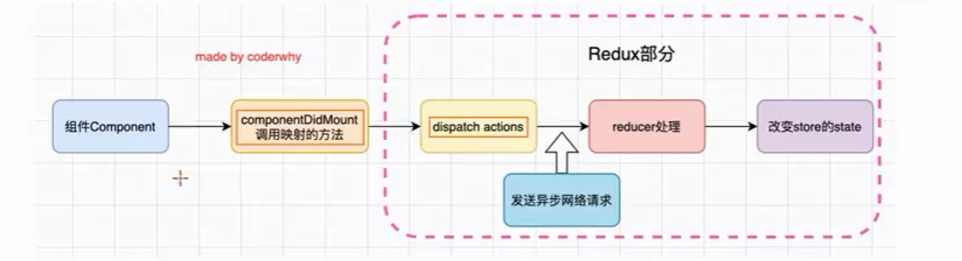 made by coderwhy
Redux部分
组件Component
componentDidMount
调用映射的方法
dispatch actions
reducer处理
改变store的state
发送异步网络请求